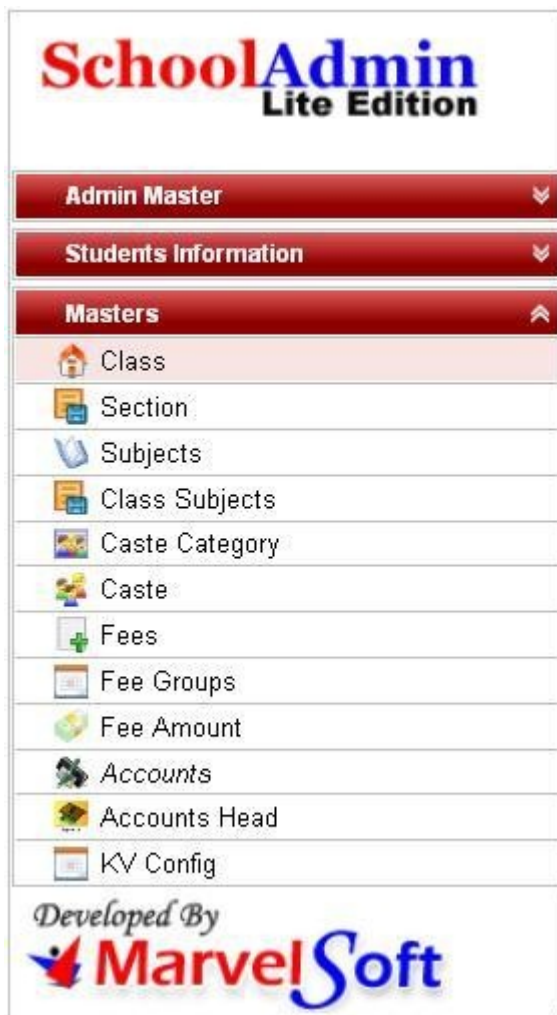 SchoolAdmin
Lite Edition
Admin Master
Students Information
Masters
Class
Section
Subjects
Class Subjects
Caste Category
Caste
Fees
Fee Groups
Fee Amount
Accounts
Accounts Head
KV Config
Developed By
MarvelSoft